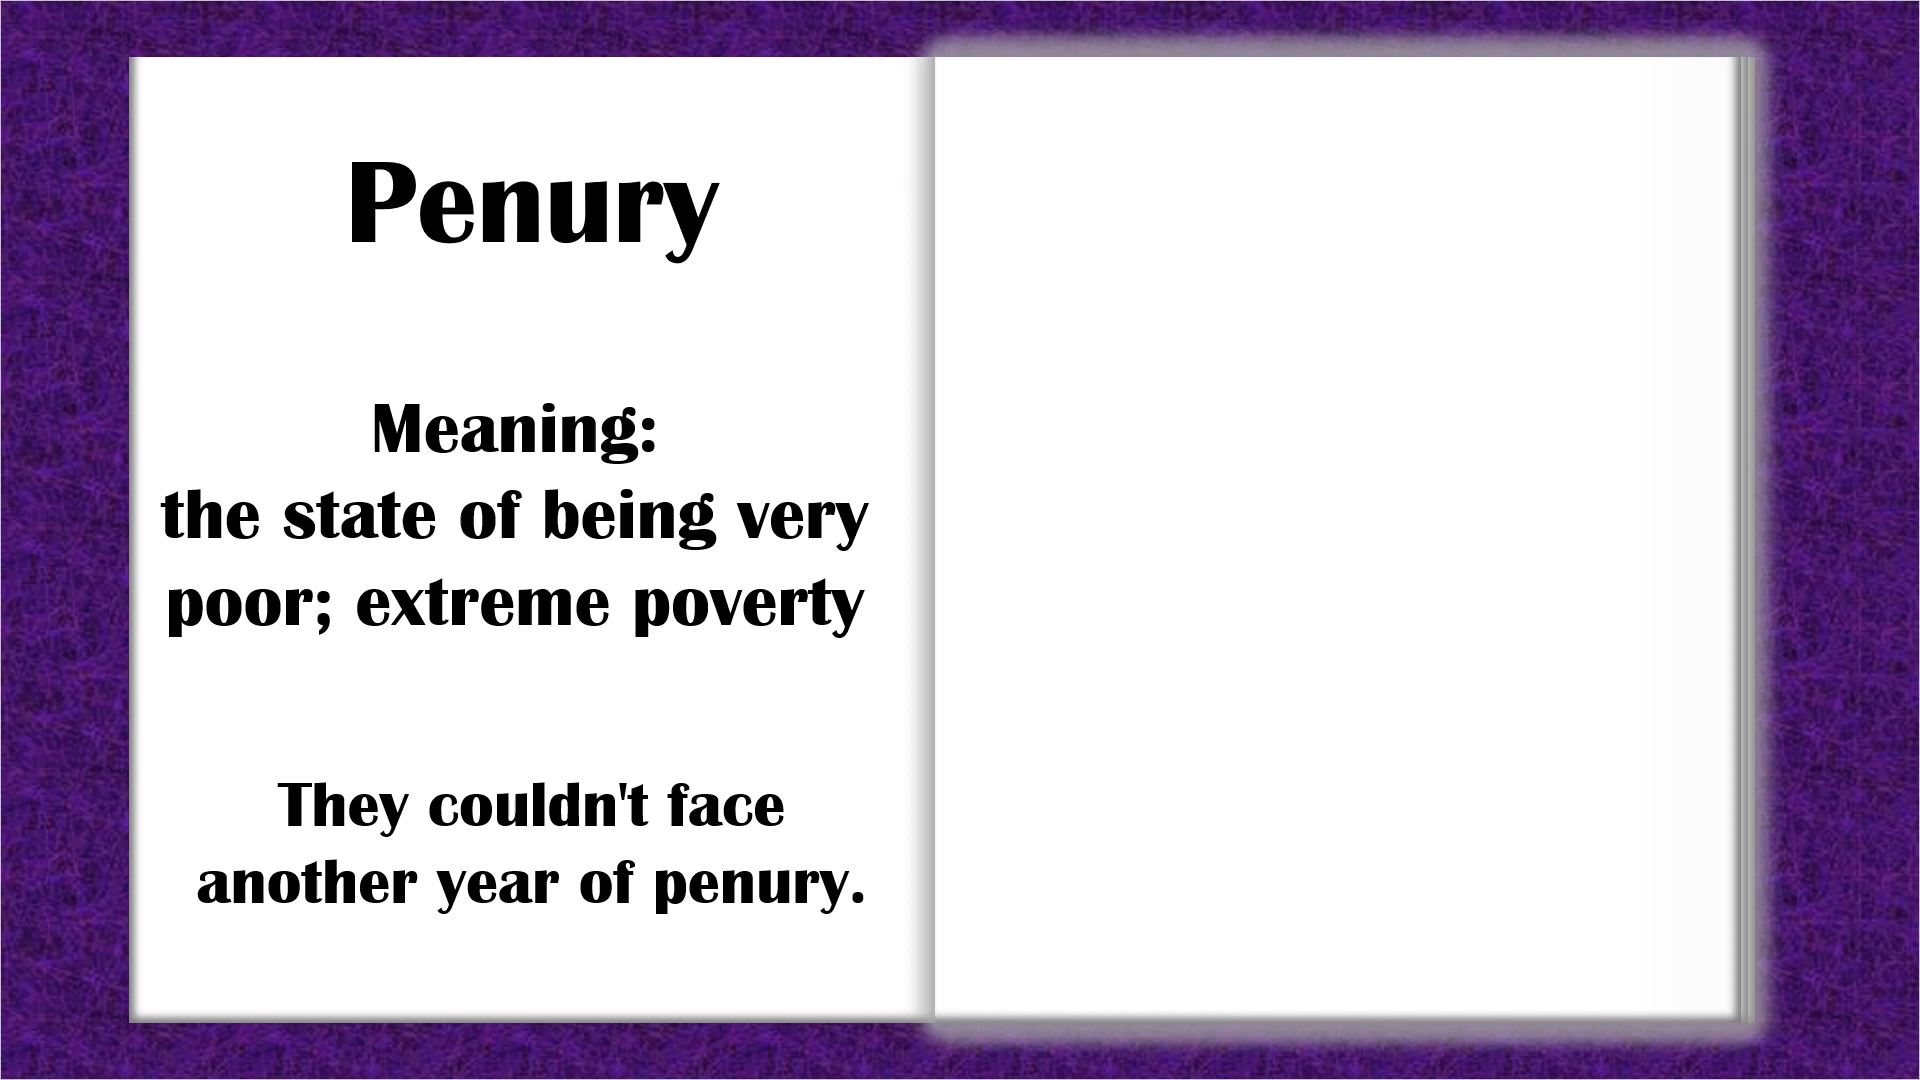 Penury
Meaning:
the state of being very
poor; extreme poverty
They couldn't face
another year of penury.